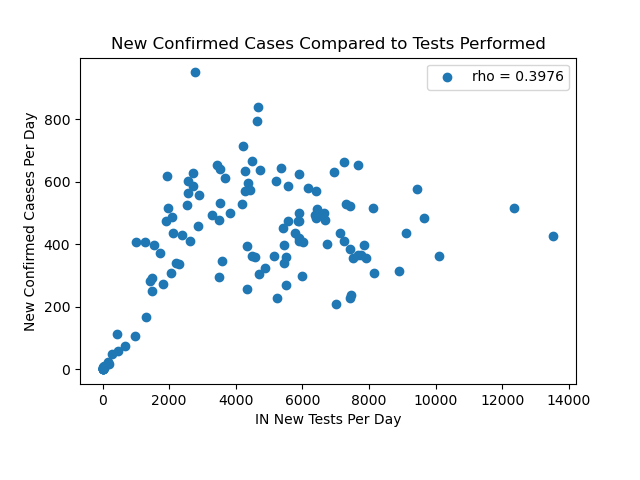 New Confirmed Cases Compared to Tests Performed
rho = 0.3976
New Confirmed Caeses Per Day
800
600
400
200
0
0 2000 4000 6000 8000 10000 12000 14000
IN New Tests Per Day